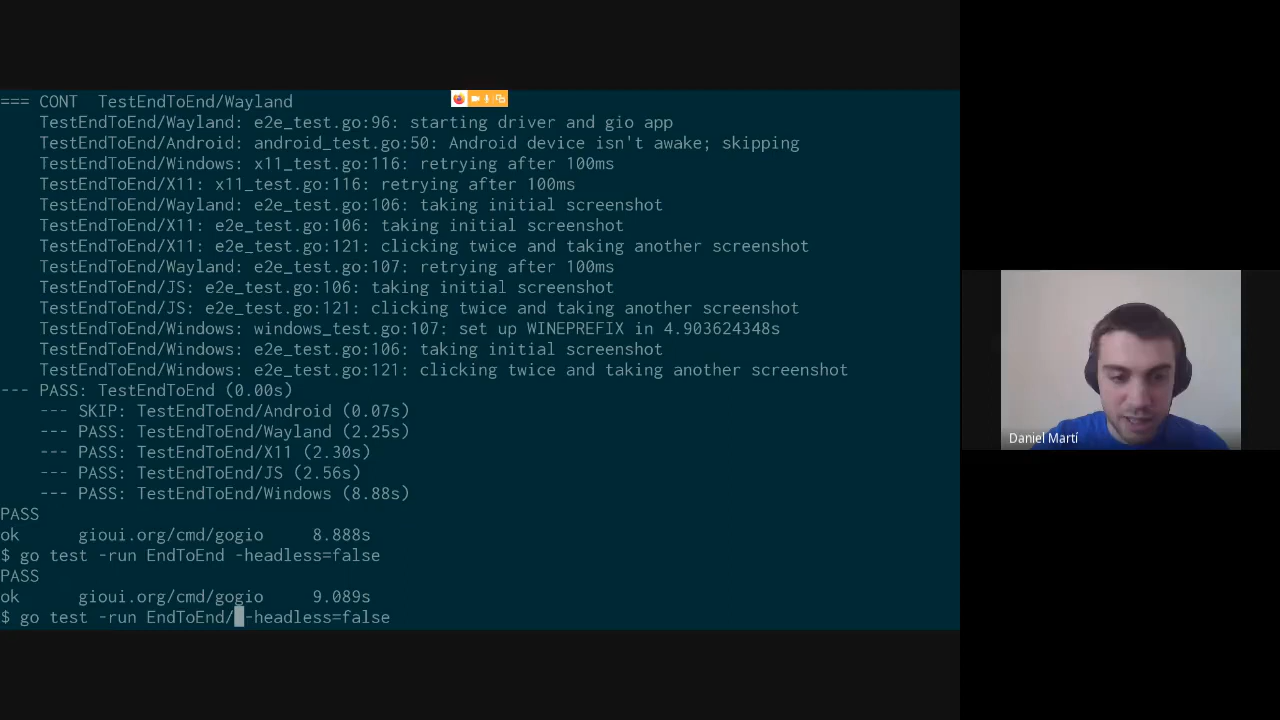 === CONT  TestEndToEnd/Wayland
    TestEndToEnd/Wayland: e2e_test.go:96: starting driver and gio app
    TestEndToEnd/Android: android_test.go:50: Android device isn't awake; skipping
    TestEndToEnd/Windows: x11_test.go:116: retrying after 100ms
    TestEndToEnd/X11: x11_test.go:116: retrying after 100ms
    TestEndToEnd/Wayland: e2e_test.go:106: taking initial screenshot
    TestEndToEnd/X11: e2e_test.go:106: taking initial screenshot
    TestEndToEnd/X11: e2e_test.go:121: clicking twice and taking another screenshot
    TestEndToEnd/Wayland: e2e_test.go:107: retrying after 100ms
    TestEndToEnd/JS: e2e_test.go:106: taking initial screenshot
    TestEndToEnd/JS: e2e_test.go:121: clicking twice and taking another screenshot
    TestEndToEnd/Windows: windows_test.go:107: set up WINEPREFIX in 4.903624348s
    TestEndToEnd/Windows: e2e_test.go:106: taking initial screenshot
    TestEndToEnd/Windows: e2e_test.go:121: clicking twice and taking another screenshot
--- PASS: TestEndToEnd (0.00s)
    --- SKIP: TestEndToEnd/Android (0.07s)
    --- PASS: TestEndToEnd/Wayland (2.25s)
    --- PASS: TestEndToEnd/X11 (2.30s)
    --- PASS: TestEndToEnd/JS (2.56s)
    --- PASS: TestEndToEnd/Windows (8.88s)
PASS
ok      gioui.org/cmd/gogio     8.888s
$ go test -run EndToEnd -headless=false
PASS
ok      gioui.org/cmd/gogio     9.089s
$ go test -run EndToEnd/ -headless=false
Daniel Martí